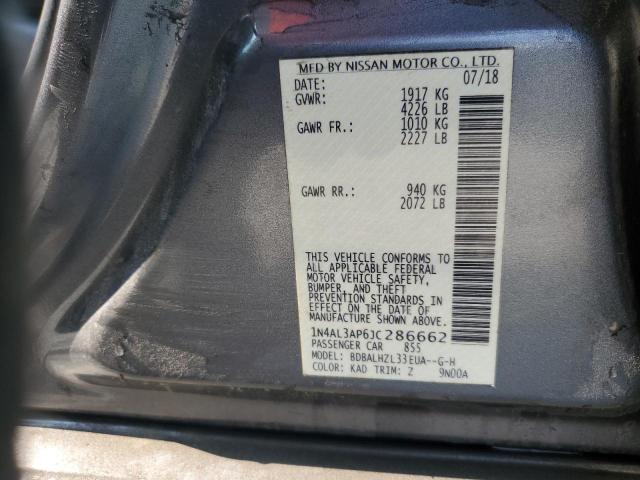 MFD BY NISSAN MOTOR CO., LTD.
DATE: 07/18
GVWR: 1917 KG
4226 LB
GAWR FR.: 1010 KG
2227 LB
GAWR RR.: 940 KG
2072 LB
THIS VEHICLE CONFORMS TO
ALL APPLICABLE FEDERAL
MOTOR VEHICLE SAFETY,
BUMPER, AND THEFT
PREVENTION STANDARDS
IN EFFECT ON THE DATE OF
MANUFACTURE SHOWN ABOVE.
1N4AL3AP6JC286662
PASSENGER CAR 855
MODEL: BDBALHZL33EUA--G-H
COLOR: KAD TRIM: Z 9N00A